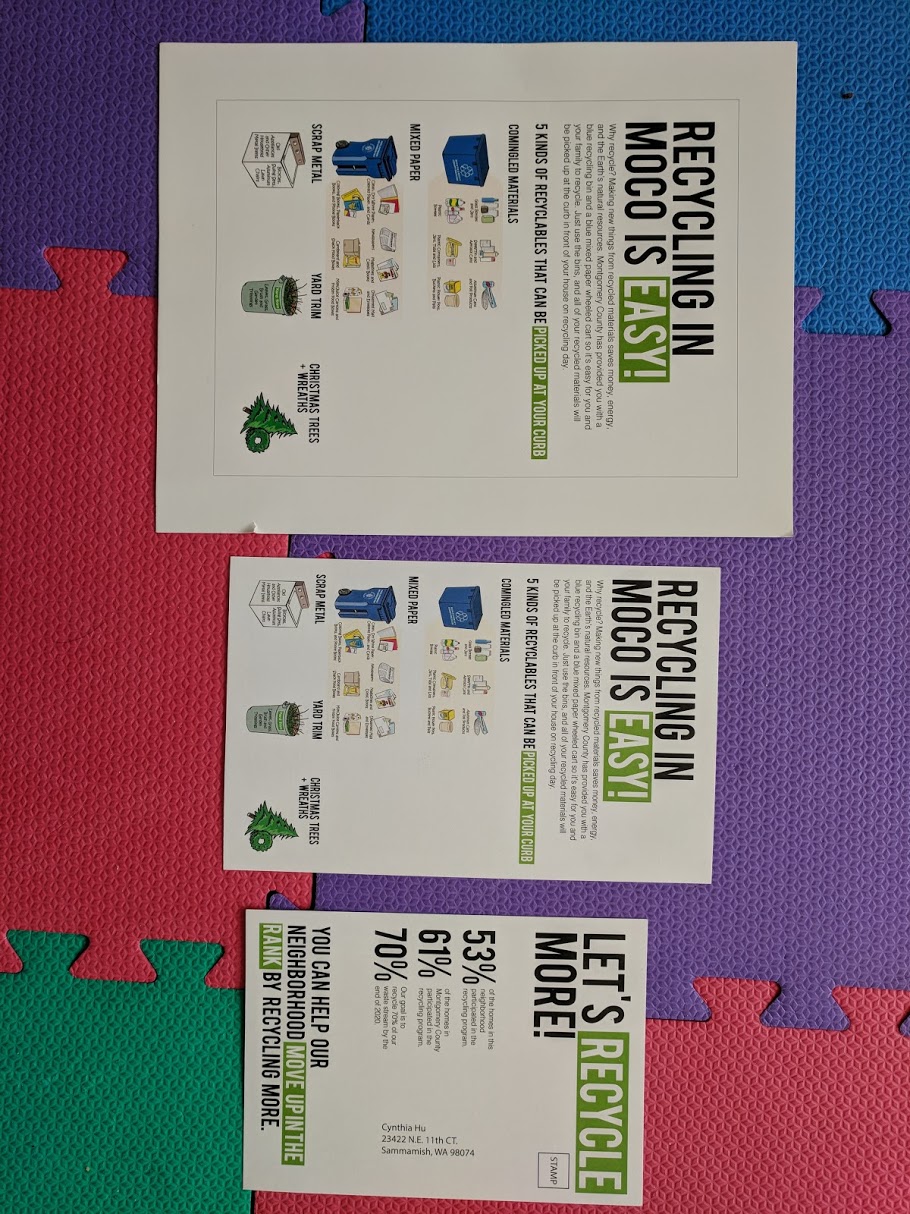 RECYCLING IN
MOCO IS EASY!
Why recycle? Making new things from recycled materials saves money, energy,
and the Earth's natural resources. Montgomery County has provided you with a
blue recycling bin and a blue mixed paper wheeled cart so it's easy for you and
your family to recycle. Just use the bins, and all of your recycled materials will
be picked up at the curb in front of your house on recycling day.
5 KINDS OF RECYCLABLES THAT CAN BE PICKED UP AT YOUR CURB
COMINGLED MATERIALS
MIXED PAPER
SCRAP METAL
YARD TRIM
CHRISTMAS TREES
+ WREATHS
RECYCLING IN
MOCO IS EASY!
Why recycle? Making new things from recycled materials saves money, energy,
and the Earth's natural resources. Montgomery County has provided you with a
blue recycling bin and a blue mixed paper wheeled cart so it's easy for you and
your family to recycle. Just use the bins, and all of your recycled materials will
be picked up at the curb in front of your house on recycling day.
5 KINDS OF RECYCLABLES THAT CAN BE PICKED UP AT YOUR CURB
COMINGLED MATERIALS
MIXED PAPER
SCRAP METAL
YARD TRIM
CHRISTMAS TREES
+ WREATHS
LET'S RECYCLE
MORE!
STAMP
53% of the homes in this
neighborhood
participated in the
recycling program.
61% of the homes in
Montgomery County
participated in the
recycling program.
70% Our goal is to
recycle 70% of our
waste stream by the
end of 2020.
Cynthia Hu
23422 N.E. 11th CT.
Sammamish, WA 98074
YOU CAN HELP OUR
NEIGHBORHOOD MOVE UP IN THE
RANK BY RECYCLING MORE.